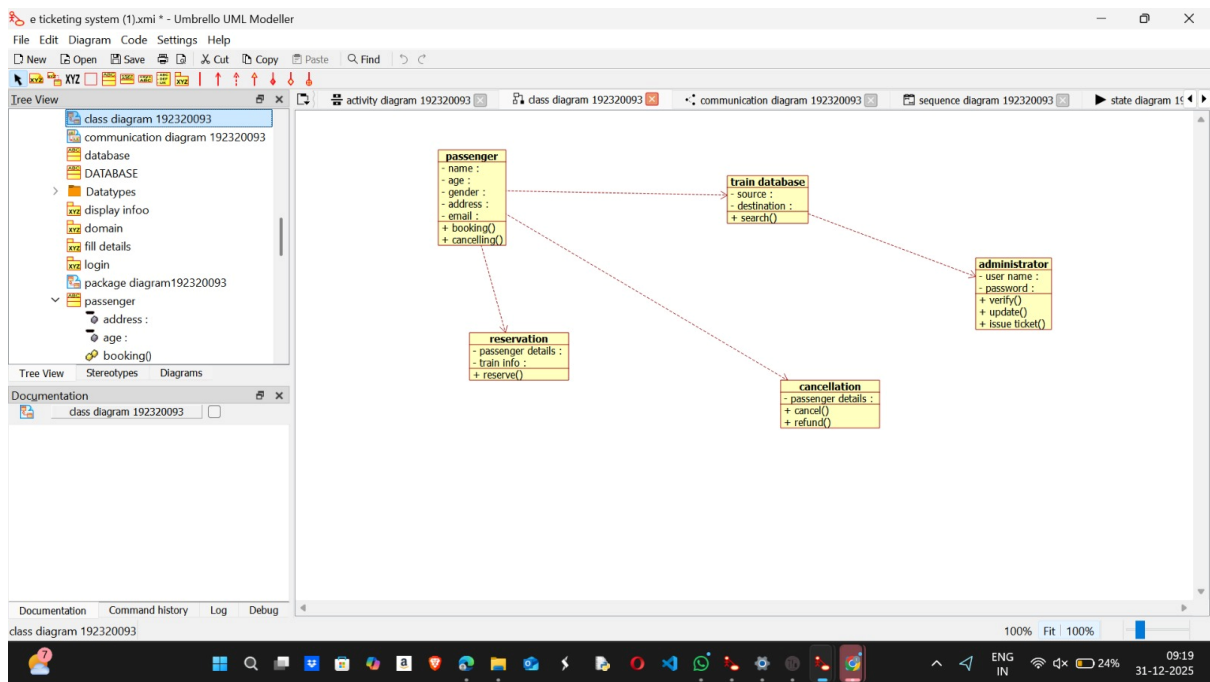 e ticketing system (1).xmi * - Umbrello UML Modeller
File Edit Diagram Code Settings Help
New Open Save Cut Copy Paste Find
XYZ
Tree View
activity diagram 192320093
class diagram 192320093
communication diagram 192320093
sequence diagram 192320093
state diagram 19
class diagram 192320093
communication diagram 192320093
database
DATABASE
Datatypes
display infoo
domain
fill details
login
package diagram192320093
passenger
address :
age :
booking()
Tree View Stereotypes Diagrams
Documentation
class diagram 192320093
Documentation Command history Log Debug
passenger
- name :
- age :
- gender :
- address :
- email :
+ booking()
+ cancelling()
train database
- source :
- destination :
+ search()
administrator
- user name :
- password :
+ verify()
+ update()
+ issue ticket()
reservation
- passenger details :
- train info :
+ reserve()
cancellation
- passenger details :
+ cancel()
+ refund()
class diagram 192320093
100% Fit 100%
7
ENG
IN
24%
09:19
31-12-2025